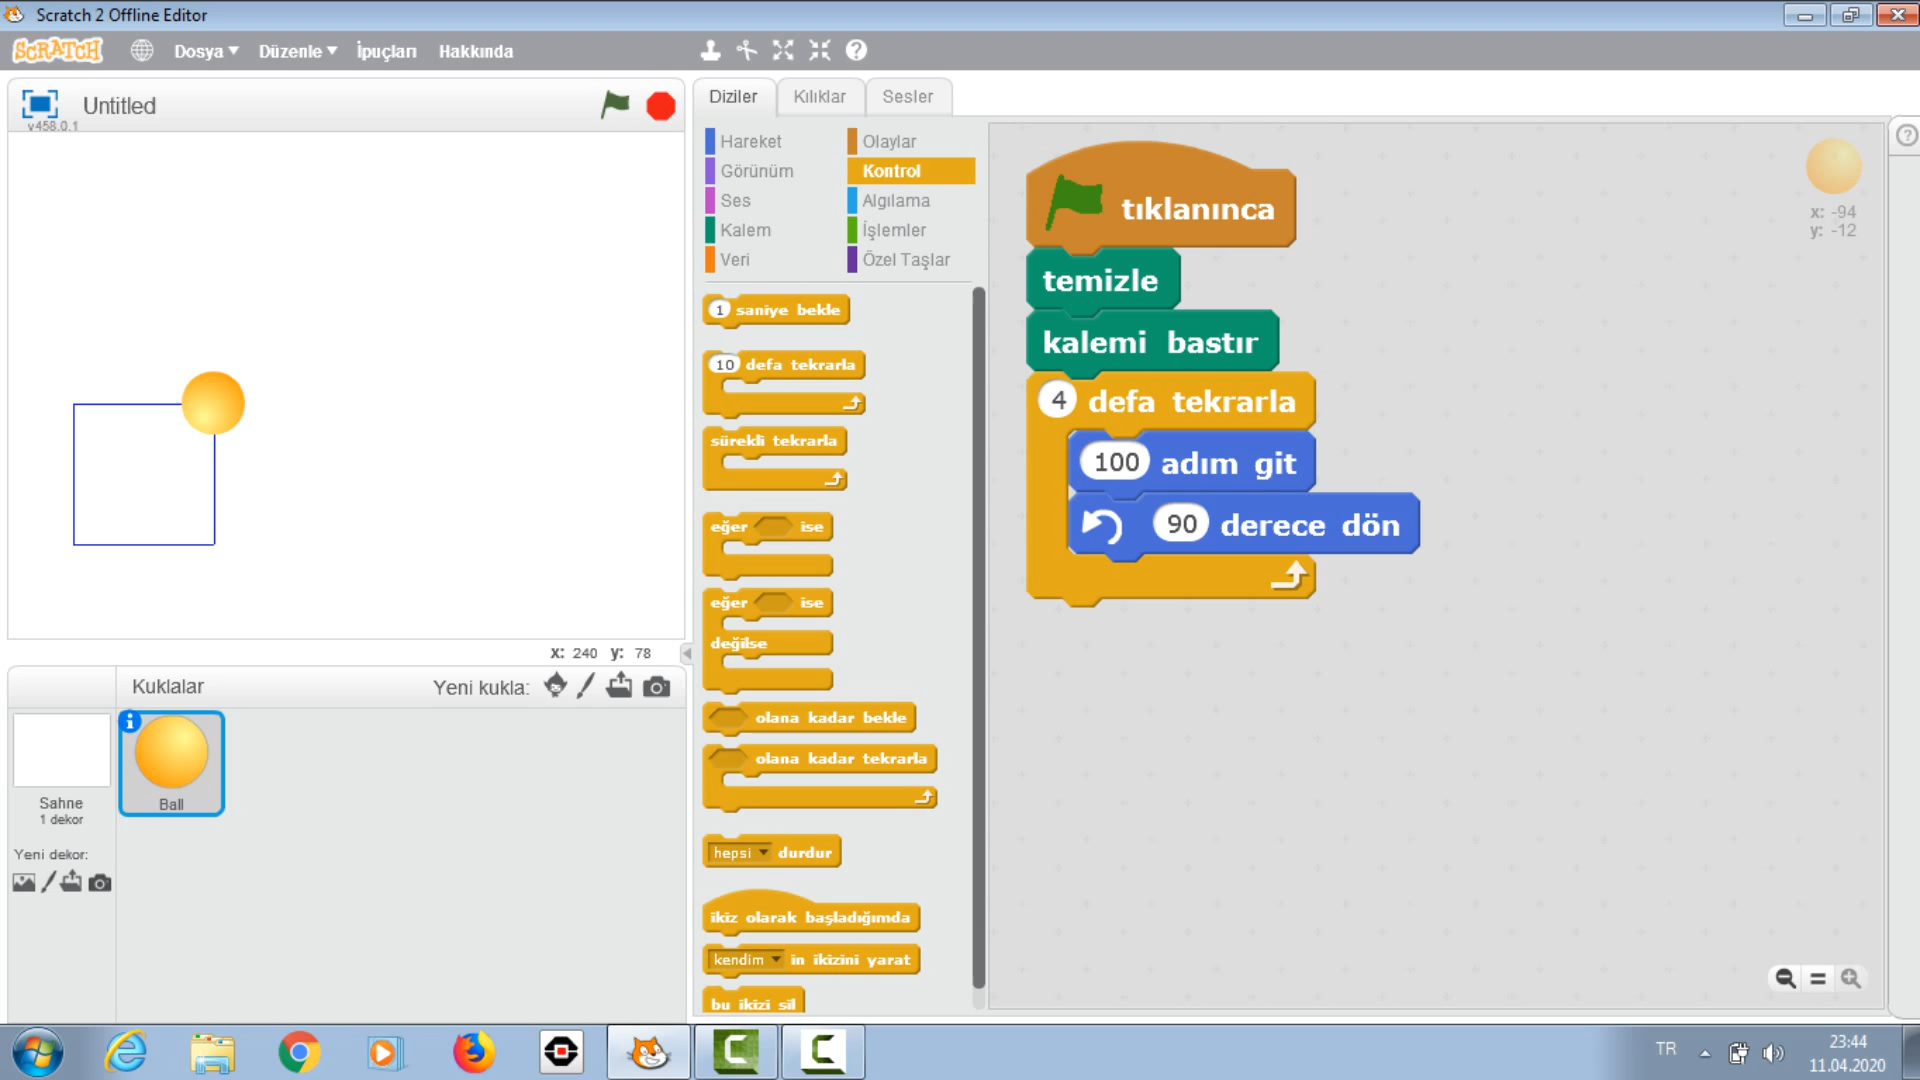 Scratch 2 Offline Editor
SCRATCH
Dosya
Düzenle
İpuçları
Hakkında
Untitled
v458.0.1
Diziler
Kılıklar
Sesler
Hareket
Olaylar
Görünüm
Kontrol
Ses
Algılama
Kalem
İşlemler
Veri
Özel Taşlar
1 saniye bekle
10 defa tekrarla
sürekli tekrarla
eğer ise
eğer ise
değilse
olana kadar bekle
olana kadar tekrarla
hepsi durdur
ikiz olarak başladığımda
kendim in ikizini yarat
bu ikizi sil
tıklanınca
temizle
kalemi bastır
4 defa tekrarla
100 adım git
90 derece dön
x: -94
y: -12
x: 240 y: 78
Kuklalar
Yeni kukla:
Sahne
1 dekor
Yeni dekor:
Ball
TR
23:44
11.04.2020